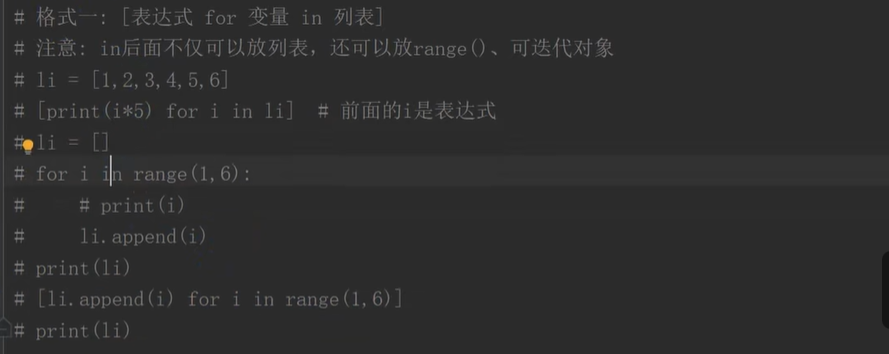 # 格式一: [表达式 for 变量 in 列表]
# 注意: in后面不仅可以放列表，还可以放range()、可迭代对象
# li = [1,2,3,4,5,6]
# [print(i*5) for i in li]  # 前面的i是表达式
# li = []
# for i in range(1,6):
#     # print(i)
#     li.append(i)
# print(li)
# [li.append(i) for i in range(1,6)]
# print(li)